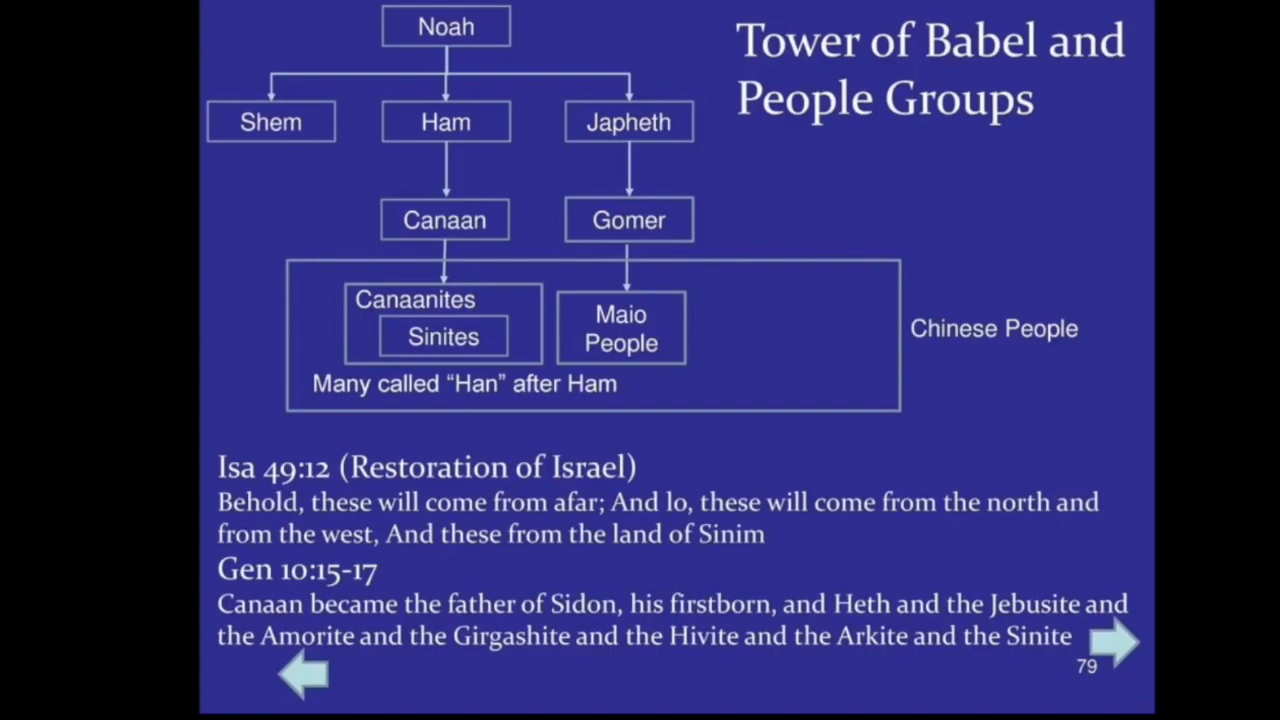 Noah
Tower of Babel and
People Groups
Shem
Ham
Japheth
Canaan
Gomer
Canaanites
Sinites
Maio
People
Chinese People
Many called “Han” after Ham
Isa 49:12 (Restoration of Israel)
Behold, these will come from afar; And lo, these will come from the north and
from the west, And these from the land of Sinim
Gen 10:15-17
Canaan became the father of Sidon, his firstborn, and Heth and the Jebusite and
the Amorite and the Girgashite and the Hivite and the Arkite and the Sinite
79